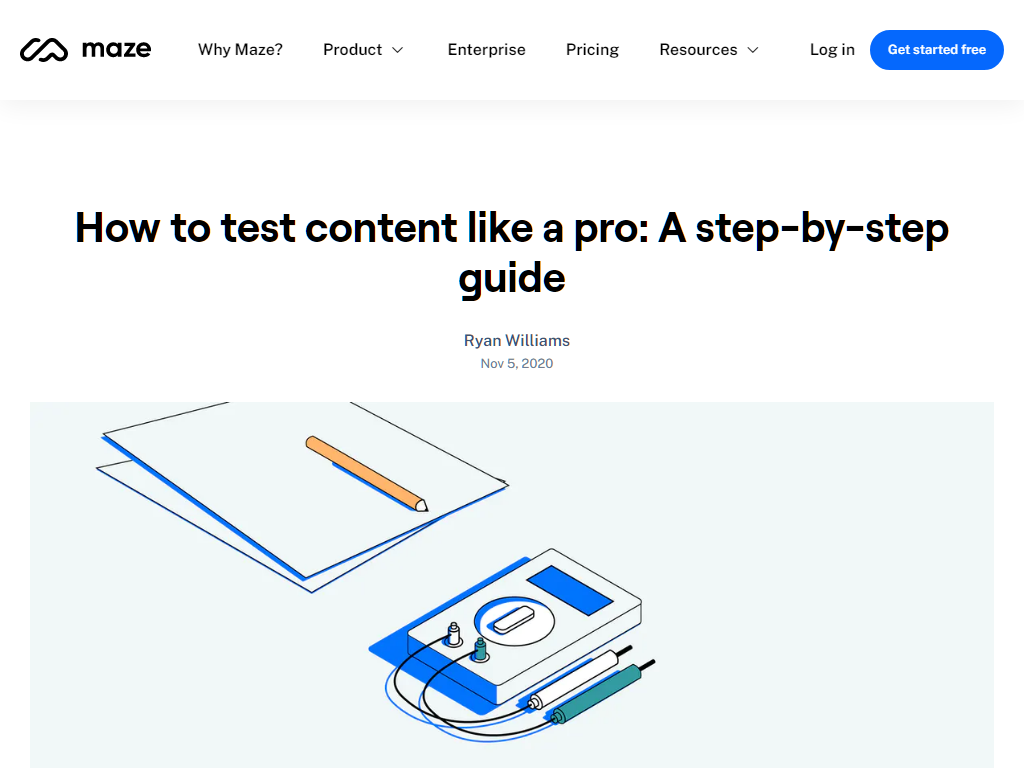 maze Why Maze? Product Enterprise Pricing Resources Log in Get started free
How to test content like a pro: A step-by-step
guide
Ryan Williams
Nov 5, 2020